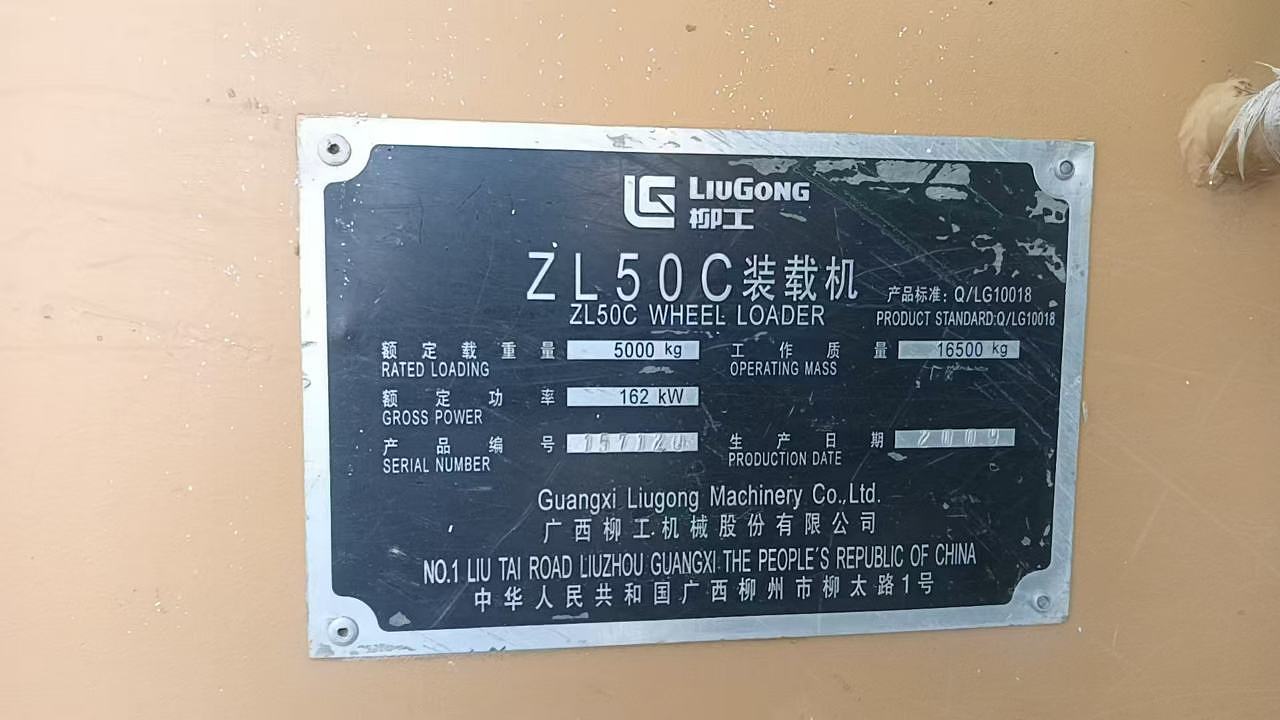 LG LIUGONG
柳工
ZL50C装载机
ZL50C WHEEL LOADER
产品标准：Q/LG10018
PRODUCT STANDARD:Q/LG10018
额定载重量 5000 kg
RATED LOADING
工作质量 16500 kg
OPERATING MASS
额定功率 162 kW
GROSS POWER
产品编号
SERIAL NUMBER
生产日期 2009
PRODUCTION DATE
Guangxi Liugong Machinery Co.,Ltd.
广西柳工机械股份有限公司
NO.1 LIU TAI ROAD LIUZHOU GUANGXI THE PEOPLE'S REPUBLIC OF CHINA
中华人民共和国广西柳州市柳太路1号